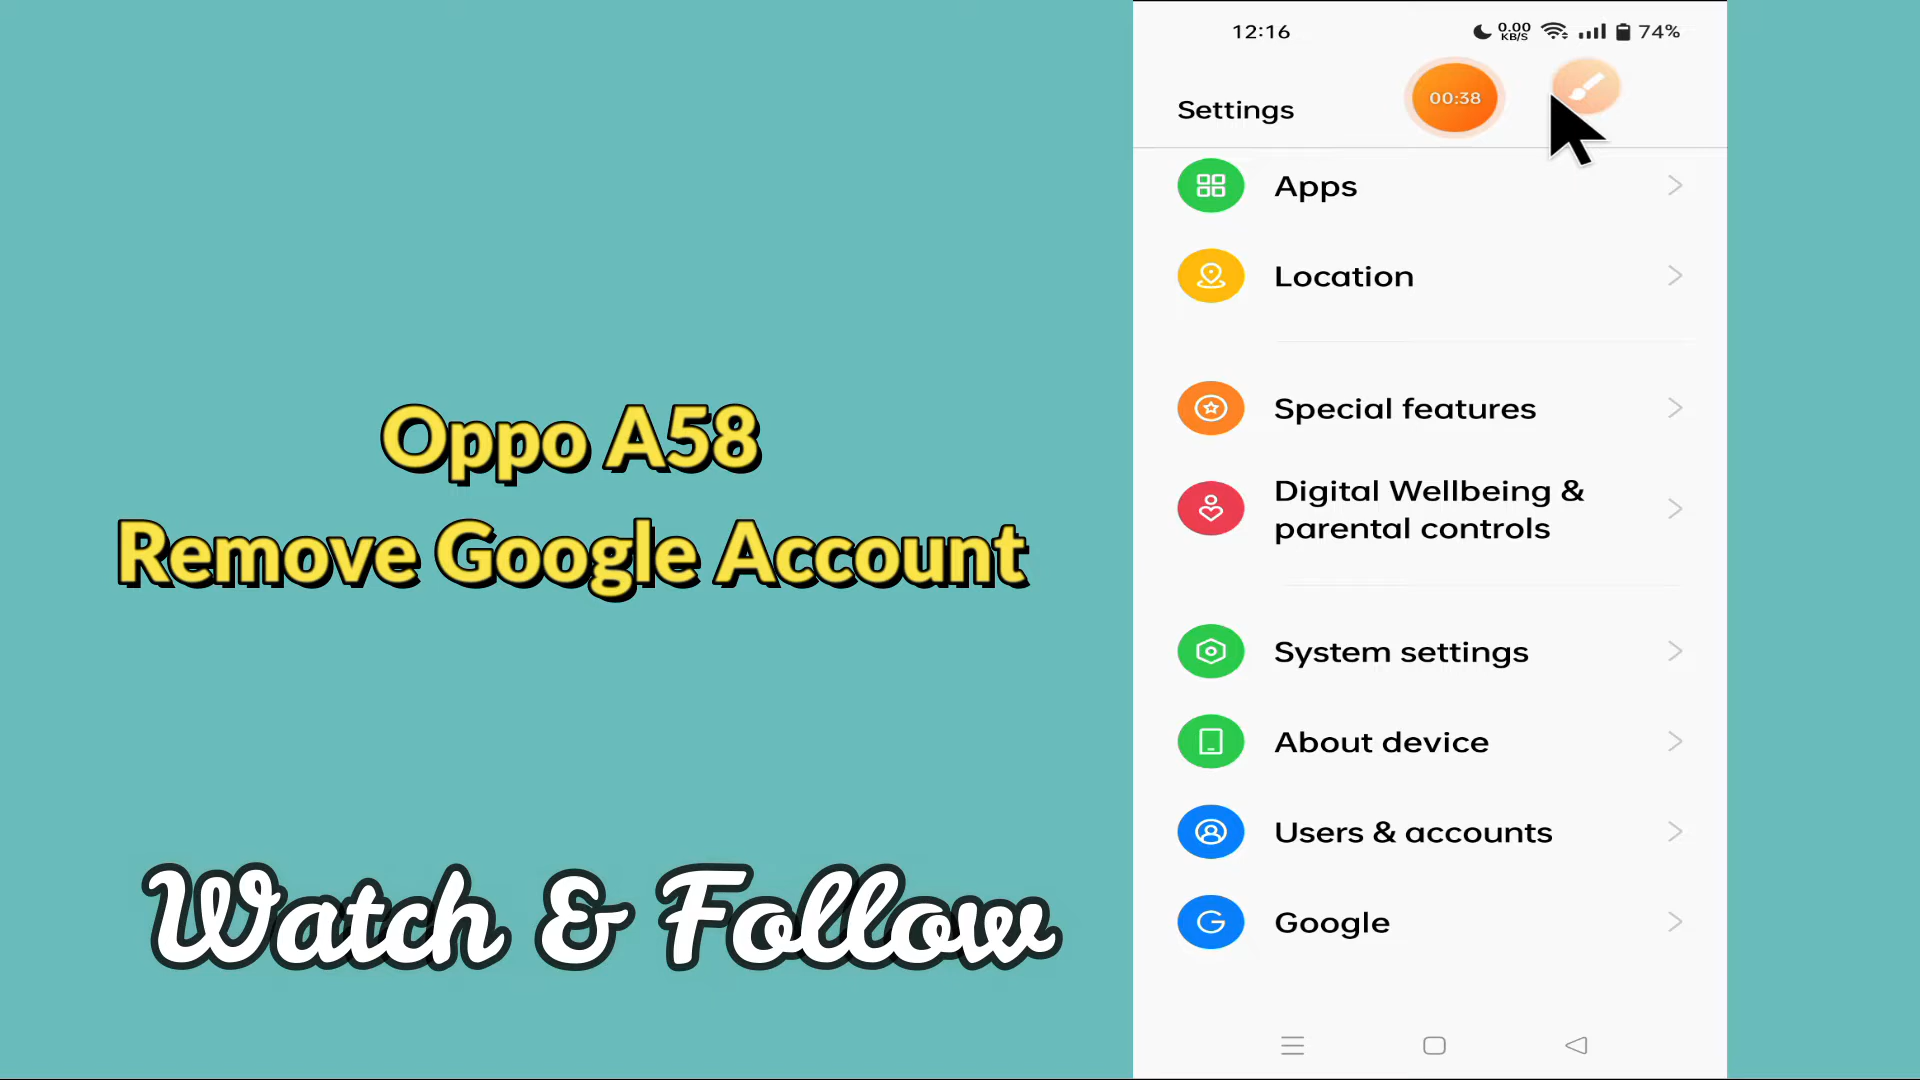 12:16
0.00
KB/S
74%
Settings
00:38
Apps
Location
Special features
Digital Wellbeing &
parental controls
System settings
About device
Users & accounts
Google
Oppo A58
Remove Google Account
Watch & Follow